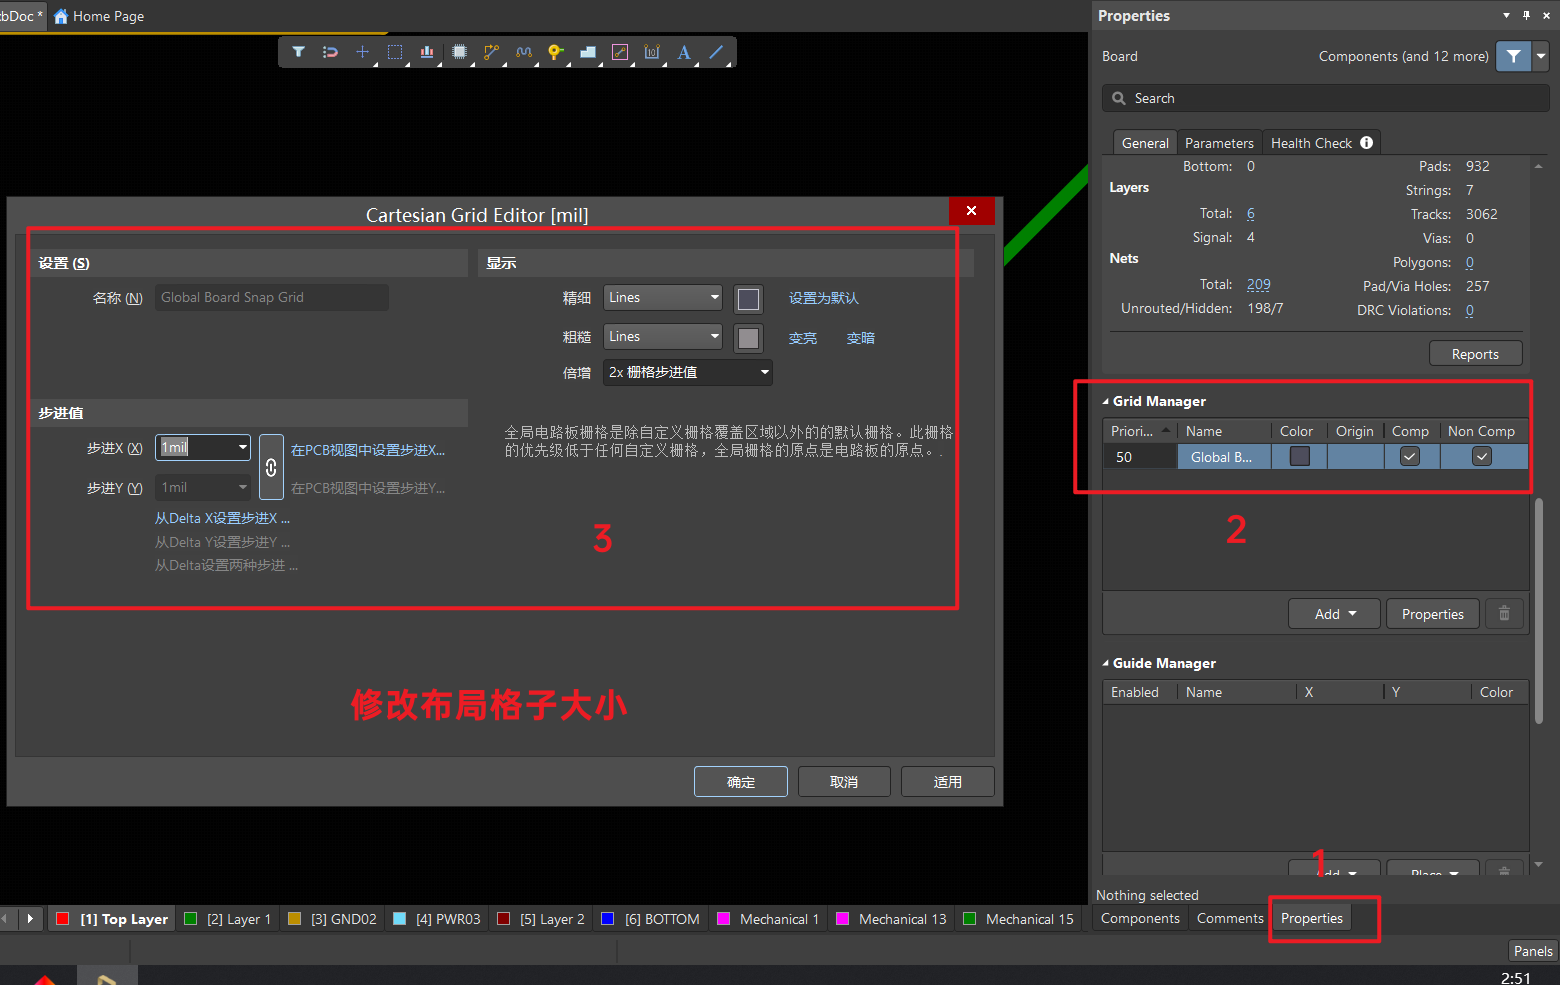 bDoc *
Home Page
Properties
Board
Components (and 12 more)
Search
General
Parameters
Health Check
Bottom: 0
Pads: 932
Layers
Strings: 7
Total: 6
Tracks: 3062
Signal: 4
Vias: 0
Nets
Polygons: 0
Total: 209
Pad/Via Holes: 257
Unrouted/Hidden: 198/7
DRC Violations: 0
Reports
Cartesian Grid Editor [mil]
设置 (S)
名称 (N) Global Board Snap Grid
显示
精细 Lines 设置为默认
粗糙 Lines 变亮 变暗
倍增 2x 栅格步进值
步进值
步进X (X) 1mil 在PCB视图中设置步进X...
步进Y (Y) 1mil 在PCB视图中设置步进Y...
从Delta X设置步进X ...
从Delta Y设置步进Y ...
从Delta设置两种步进 ...
全局电路板栅格是除自定义栅格覆盖区域以外的的默认栅格。此栅格
的优先级低于任何自定义栅格，全局栅格的原点是电路板的原点。.
3
修改布局格子大小
确定
取消
适用
Grid Manager
Priori... Name Color Origin Comp Non Comp
50 Global B...
2
Add
Properties
Guide Manager
Enabled Name X Y Color
1
Add
Place
Nothing selected
Components
Comments
Properties
[1] Top Layer
[2] Layer 1
[3] GND02
[4] PWR03
[5] Layer 2
[6] BOTTOM
Mechanical 1
Mechanical 13
Mechanical 15
Panels
2:51